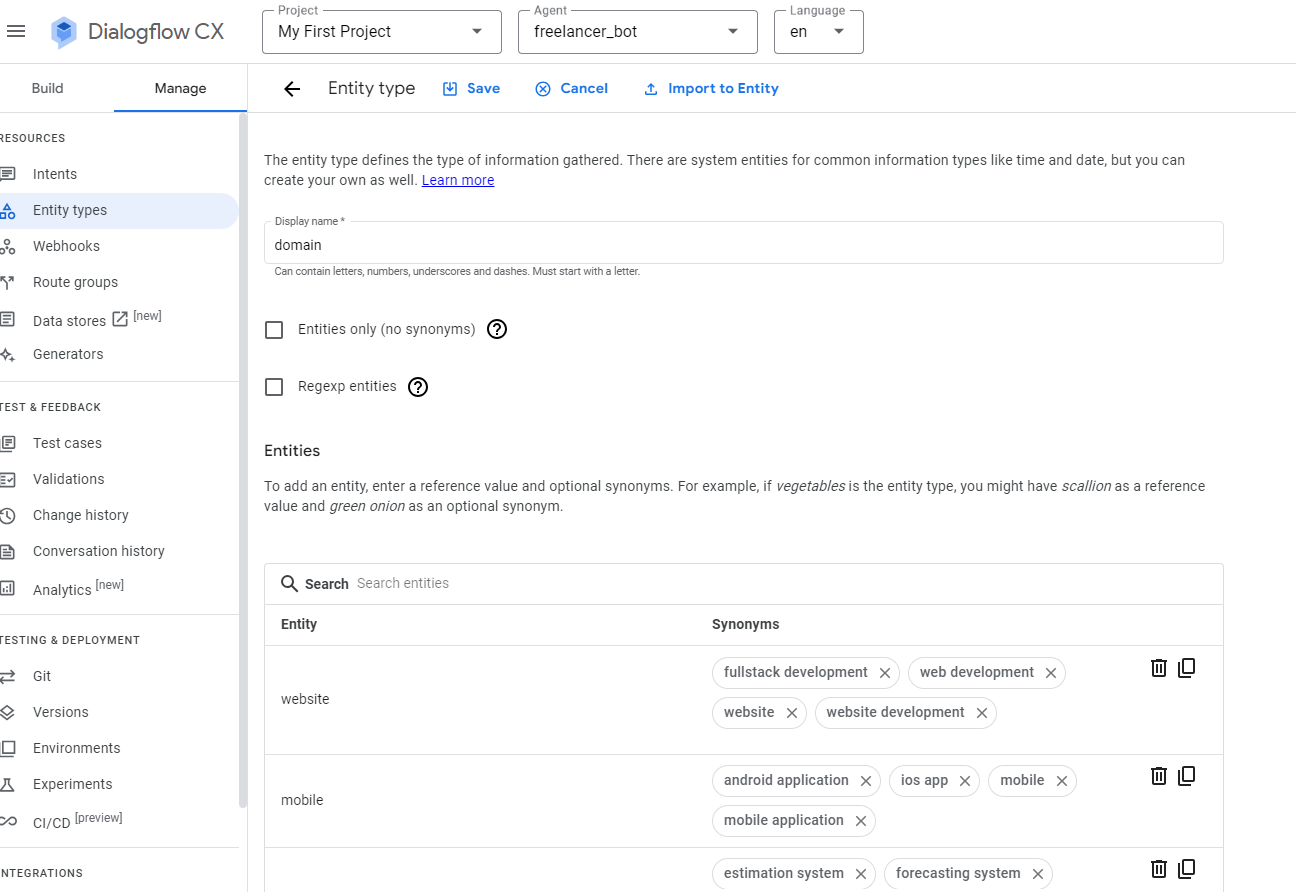 Dialogflow CX
Project
My First Project
Agent
freelancer_bot
Language
en
Build
Manage
Entity type
Save
Cancel
Import to Entity
RESOURCES
Intents
Entity types
Webhooks
Route groups
Data stores [new]
Generators
TEST & FEEDBACK
Test cases
Validations
Change history
Conversation history
Analytics [new]
TESTING & DEPLOYMENT
Git
Versions
Environments
Experiments
CI/CD [preview]
INTEGRATIONS
The entity type defines the type of information gathered. There are system entities for common information types like time and date, but you can
create your own as well. Learn more
Display name *
domain
Can contain letters, numbers, underscores and dashes. Must start with a letter.
Entities only (no synonyms)
Regexp entities
Entities
To add an entity, enter a reference value and optional synonyms. For example, if vegetables is the entity type, you might have scallion as a reference
value and green onion as an optional synonym.
Search Search entities
Entity Synonyms
website
fullstack development web development
website website development
mobile
android application ios app mobile
mobile application
estimation system forecasting system